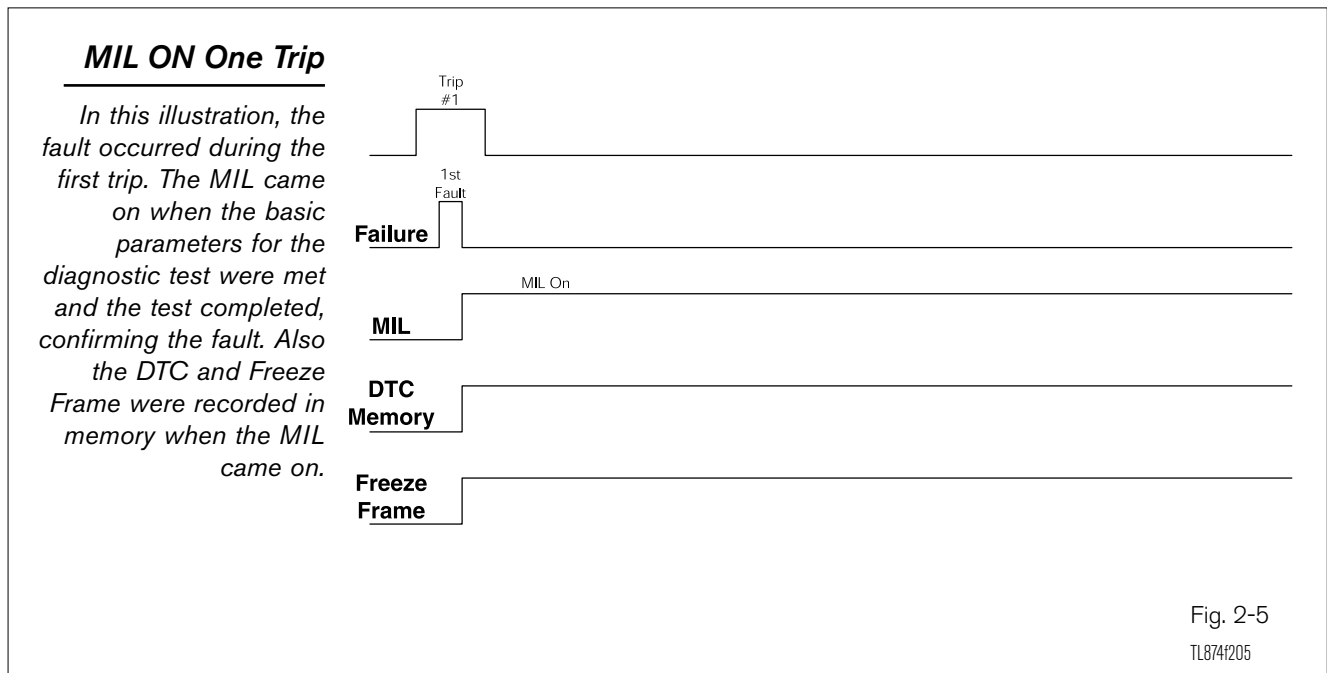 MIL ON One Trip
In this illustration, the
fault occurred during the
first trip. The MIL came
on when the basic
parameters for the
diagnostic test were met
and the test completed,
confirming the fault. Also
the DTC and Freeze
Frame were recorded in
memory when the MIL
came on.
Trip
#1
1st
Fault
Failure
MIL On
MIL
DTC
Memory
Freeze
Frame
Fig. 2-5
TL874f205